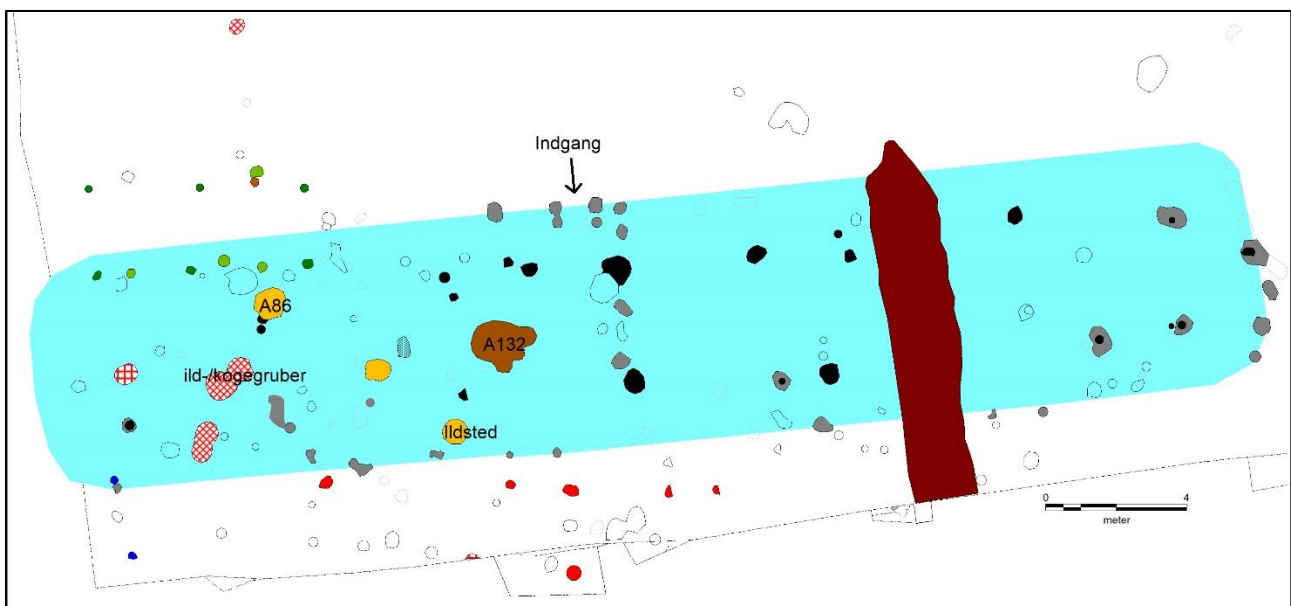 Indgang
A86
A132
ild-/kogegruber
Ildsted
0 4
meter